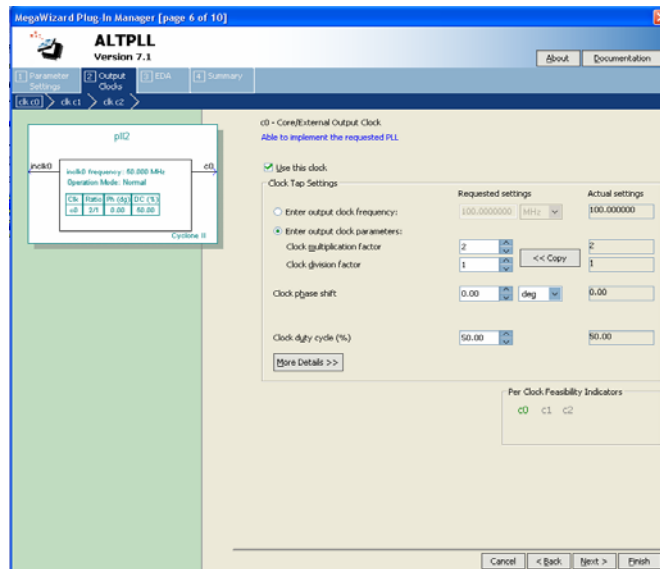 MegaWizard Plug-In Manager [page 6 of 10]
ALTPLL
Version 7.1
About
Documentation
1 Parameter Settings
2 Output Clocks
3 EDA
4 Summary
clk c0
clk c1
clk c2
pll2
inclk0
c0
inclk0 frequency: 50.000 MHz
Operation Mode: Normal
Clk Ratio Ph (dg) DC (%)
c0 2/1 0.00 50.00
Cyclone II
c0 - Core/External Output Clock
Able to implement the requested PLL
Use this clock
Clock Tap Settings
Requested settings
Actual settings
Enter output clock frequency:
100.0000000
MHz
100.000000
Enter output clock parameters:
Clock multiplication factor
2
2
<< Copy
Clock division factor
1
1
Clock phase shift
0.00
deg
0.00
Clock duty cycle (%)
50.00
50.00
More Details >>
Per Clock Feasibility Indicators
c0 c1 c2
Cancel
< Back
Next >
Finish